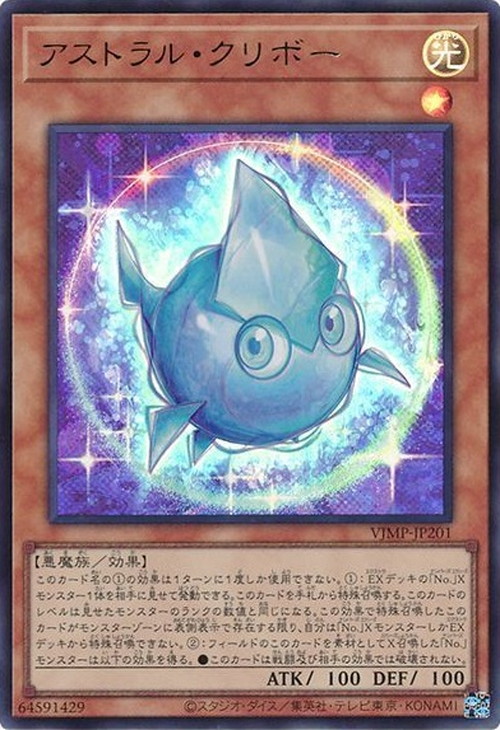 アストラル・クリボー
光
VJMP-JP201
[悪魔族/効果]
このカード名の①の効果は1ターンに1度しか使用できない。①:EXデッキの「No.」X
モンスター1体を相手に見せて発動できる。このカードを手札から特殊召喚する。このカードの
レベルは見せたモンスターのランクの数値と同じになる。この効果で特殊召喚したこの
カードがモンスターゾーンに表側表示で存在する限り、自分は「No.」XモンスターしかEX
デッキから特殊召喚できない。②:フィールドのこのカードを素材としてX召喚した「No.」
モンスターは以下の効果を得る。●このカードは戦闘及び相手の効果では破壊されない。
ATK/ 100 DEF/ 100
64591429 ©スタジオ・ダイス/集英社・テレビ東京・KONAMI